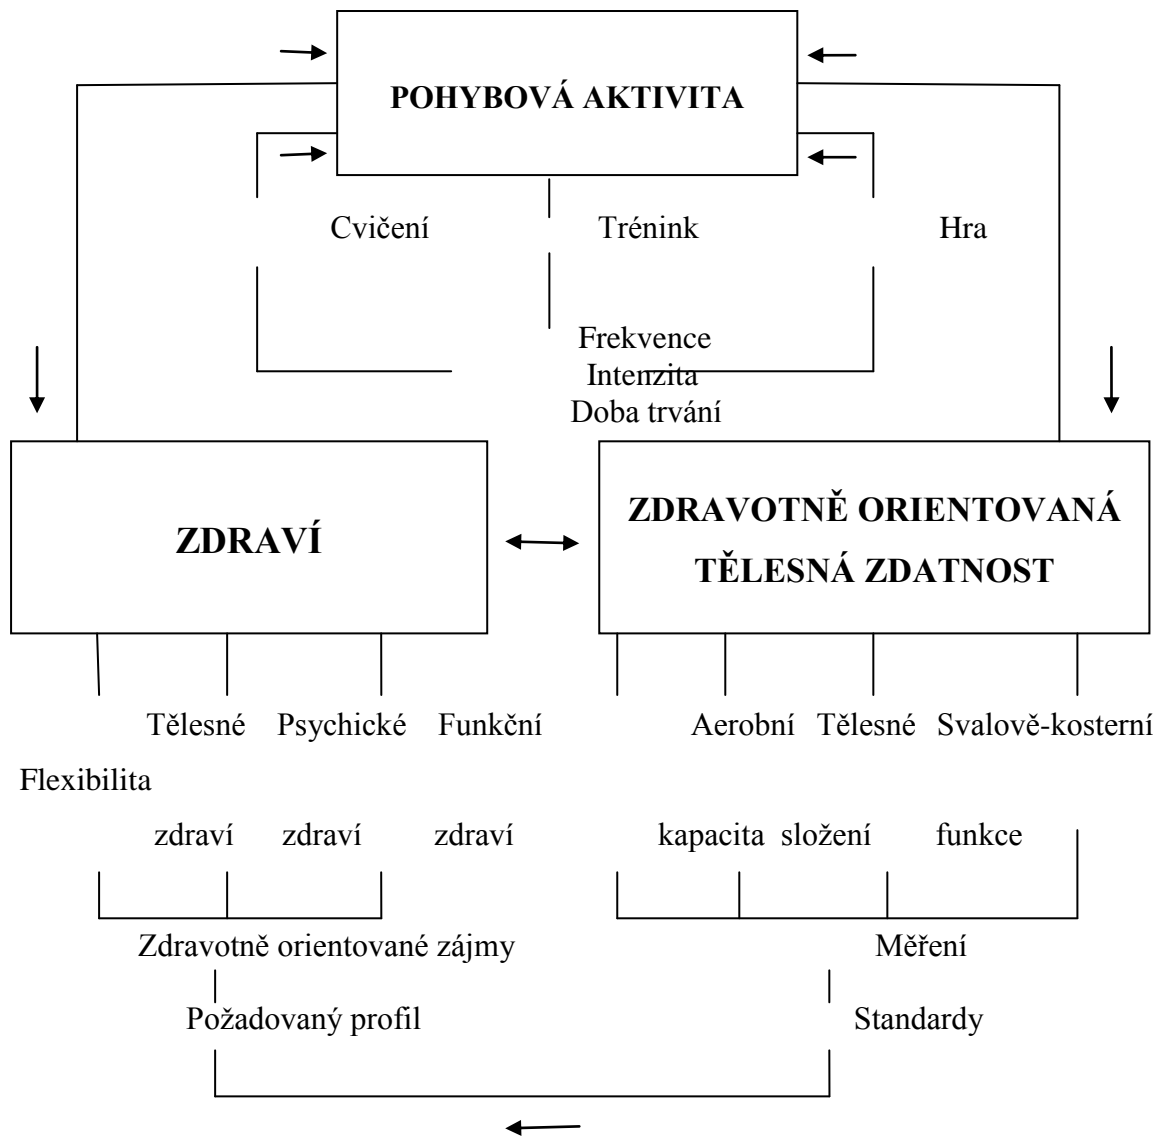 POHYBOVÁ AKTIVITA
Cvičení Trénink Hra
Frekvence
Intenzita
Doba trvání
ZDRAVÍ
ZDRAVOTNĚ ORIENTOVANÁ
TĚLESNÁ ZDATNOST
Tělesné Psychické Funkční Aerobní Tělesné Svalově-kosterní
Flexibilita
zdraví zdraví zdraví kapacita složení funkce
Zdravotně orientované zájmy Měření
Požadovaný profil Standardy